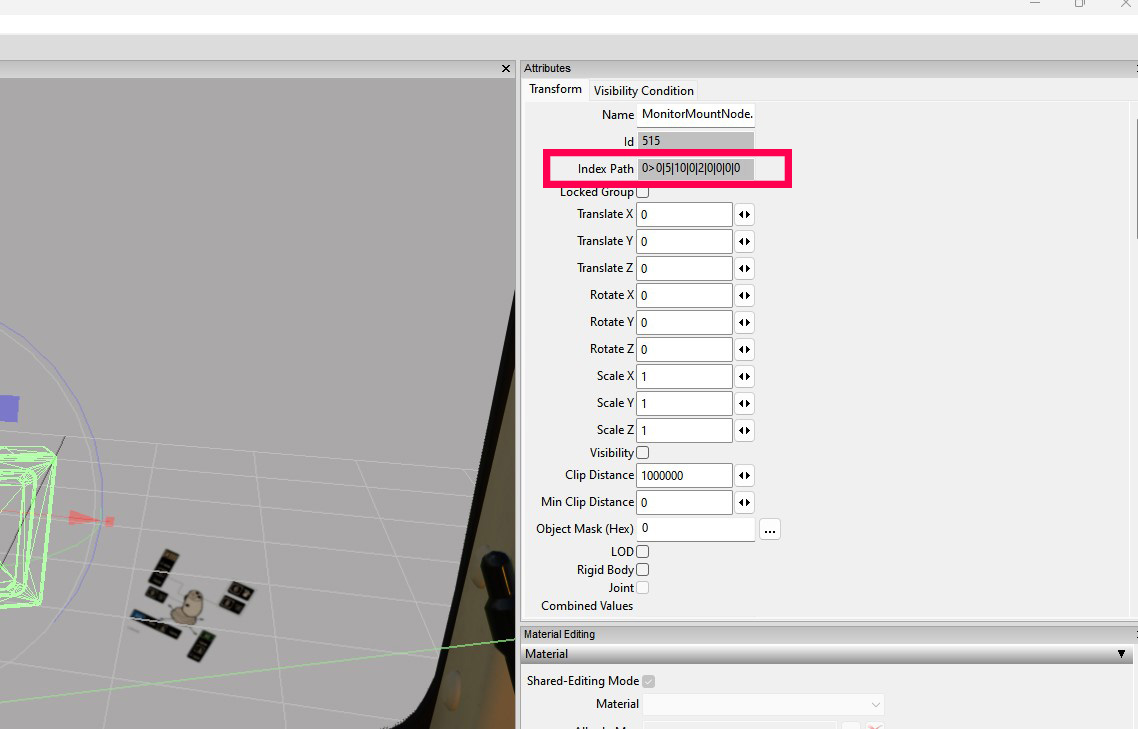 Attributes
Transform Visibility Condition
Name MonitorMountNode.
Id 515
Index Path 0>0|5|10|0|2|0|0|0|0
Locked Group
Translate X 0
Translate Y 0
Translate Z 0
Rotate X 0
Rotate Y 0
Rotate Z 0
Scale X 1
Scale Y 1
Scale Z 1
Visibility
Clip Distance 1000000
Min Clip Distance 0
Object Mask (Hex) 0 ...
LOD
Rigid Body
Joint
Combined Values
Material Editing
Material
Shared-Editing Mode
Material